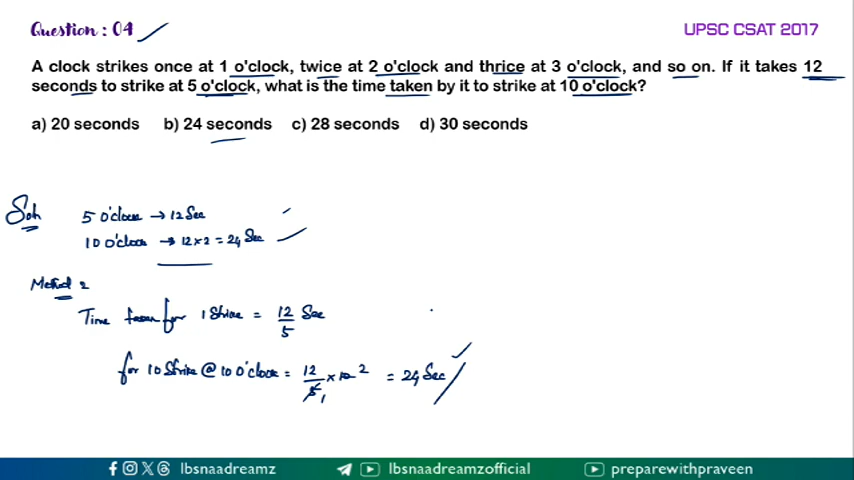 Question : 04
UPSC CSAT 2017
A clock strikes once at 1 o'clock, twice at 2 o'clock and thrice at 3 o'clock, and so on. If it takes 12
seconds to strike at 5 o'clock, what is the time taken by it to strike at 10 o'clock?
a) 20 seconds b) 24 seconds c) 28 seconds d) 30 seconds
Soln 5 o'clock → 12 Sec
10 o'clock → 12 × 2 = 24 Sec
Method 2
Time taken for 1 Strike = 12/5 Sec
for 10 Strike @ 10 o'clock = 12/5 1 × 10 2 = 24 Sec
lbsnaadreamz lbsnaadreamzofficial preparewithpraveen